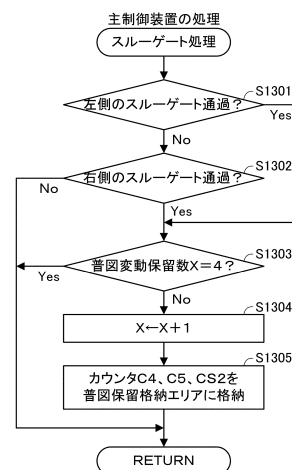 主制御装置の処理
スルーゲート処理
S1301
左側のスルーゲート通過?
Yes
No
S1302
右側のスルーゲート通過?
No
Yes
S1303
普図変動保留数X=4?
Yes
No
S1304
X←X+1
S1305
カウンタC4、C5、CS2を
普図保留格納エリアに格納
RETURN